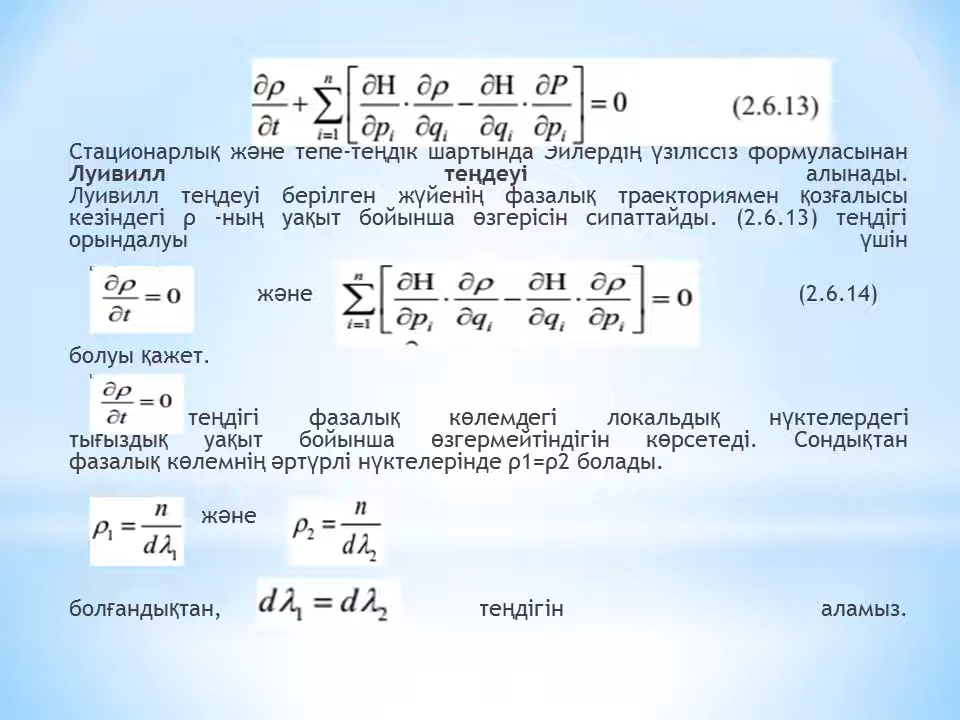 ∂ρ/∂t + Σ_{i=1}^{n} [∂H/∂p_i · ∂ρ/∂q_i − ∂H/∂q_i · ∂P/∂p_i] = 0 (2.6.13)
Стационарлық және тепе-теңдік шартында Эйлердің үзіліссіз формуласынан
Луивилл теңдеуі алынады.
Луивилл теңдеуі берілген жүйенің фазалық траекториямен қозғалысы
кезіндегі ρ -ның уақыт бойынша өзгерісін сипаттайды. (2.6.13) теңдігі
орындалуы үшін
∂ρ/∂t = 0 және Σ_{i=1}^{n} [∂H/∂p_i · ∂ρ/∂q_i − ∂H/∂q_i · ∂ρ/∂p_i] = 0 (2.6.14)
болуы қажет.
∂ρ/∂t = 0 теңдігі фазалық көлемдегі локальдық нүктелердегі
тығыздық уақыт бойынша өзгермейтіндігін көрсетеді. Сондықтан
фазалық көлемнің әртүрлі нүктелерінде ρ1=ρ2 болады.
ρ₁ = n/dλ₁ және ρ₂ = n/dλ₂
болғандықтан, dλ₁ = dλ₂ теңдігін аламыз.